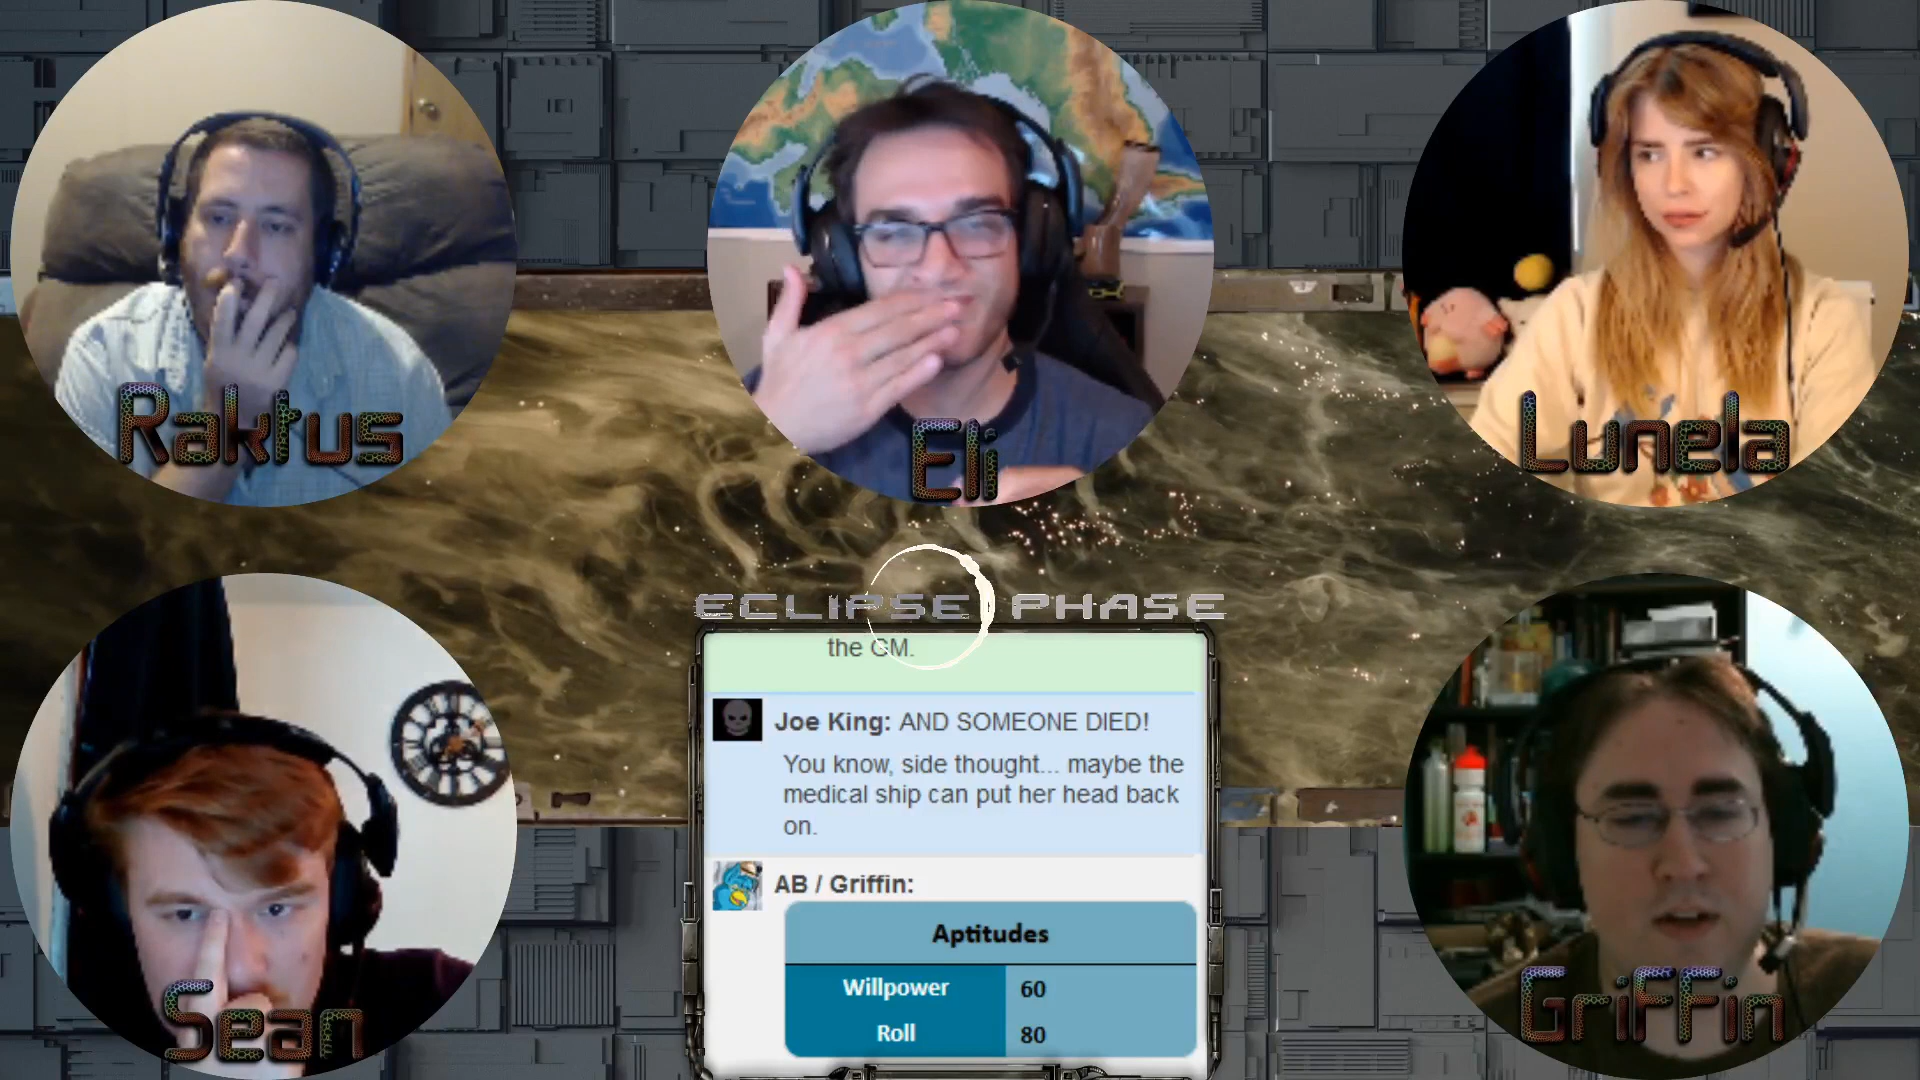 Raktus
Eli
Lunela
ECLIPSE PHASE
the GM.
Joe King: AND SOMEONE DIED!
You know, side thought... maybe the
medical ship can put her head back
on.
AB / Griffin:
Aptitudes
Willpower 60
Roll 80
Sean
Griffin